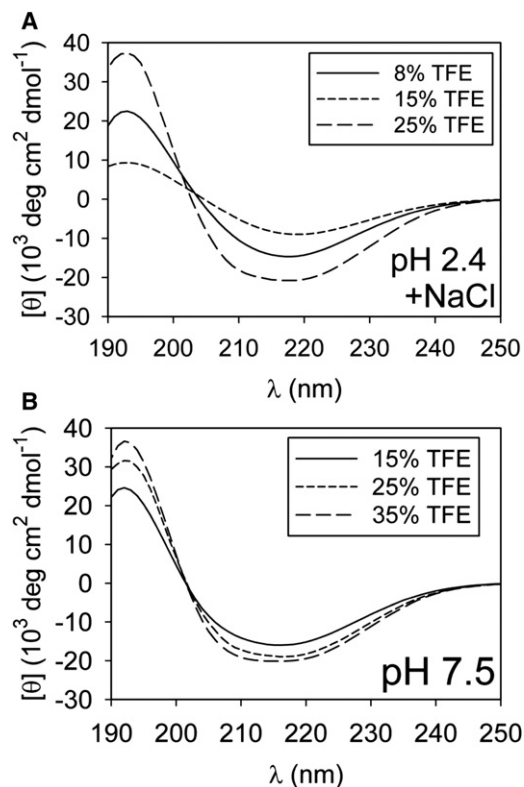 A
[θ] (10³ deg cm² dmol⁻¹)
40
30
20
10
0
-10
-20
-30
8% TFE
15% TFE
25% TFE
pH 2.4
+NaCl
190 200 210 220 230 240 250
λ (nm)
B
[θ] (10³ deg cm² dmol⁻¹)
40
30
20
10
0
-10
-20
-30
15% TFE
25% TFE
35% TFE
pH 7.5
190 200 210 220 230 240 250
λ (nm)